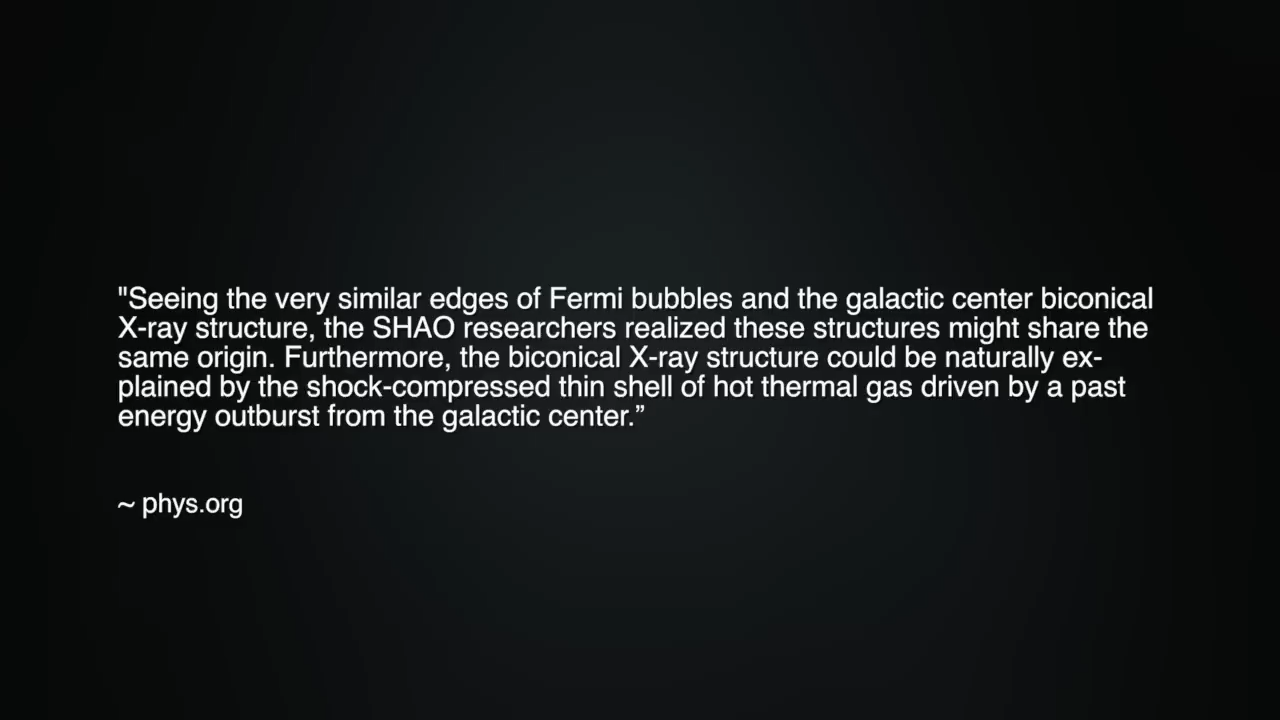 "Seeing the very similar edges of Fermi bubbles and the galactic center biconical
X-ray structure, the SHAO researchers realized these structures might share the
same origin. Furthermore, the biconical X-ray structure could be naturally ex-
plained by the shock-compressed thin shell of hot thermal gas driven by a past
energy outburst from the galactic center.”
~ phys.org